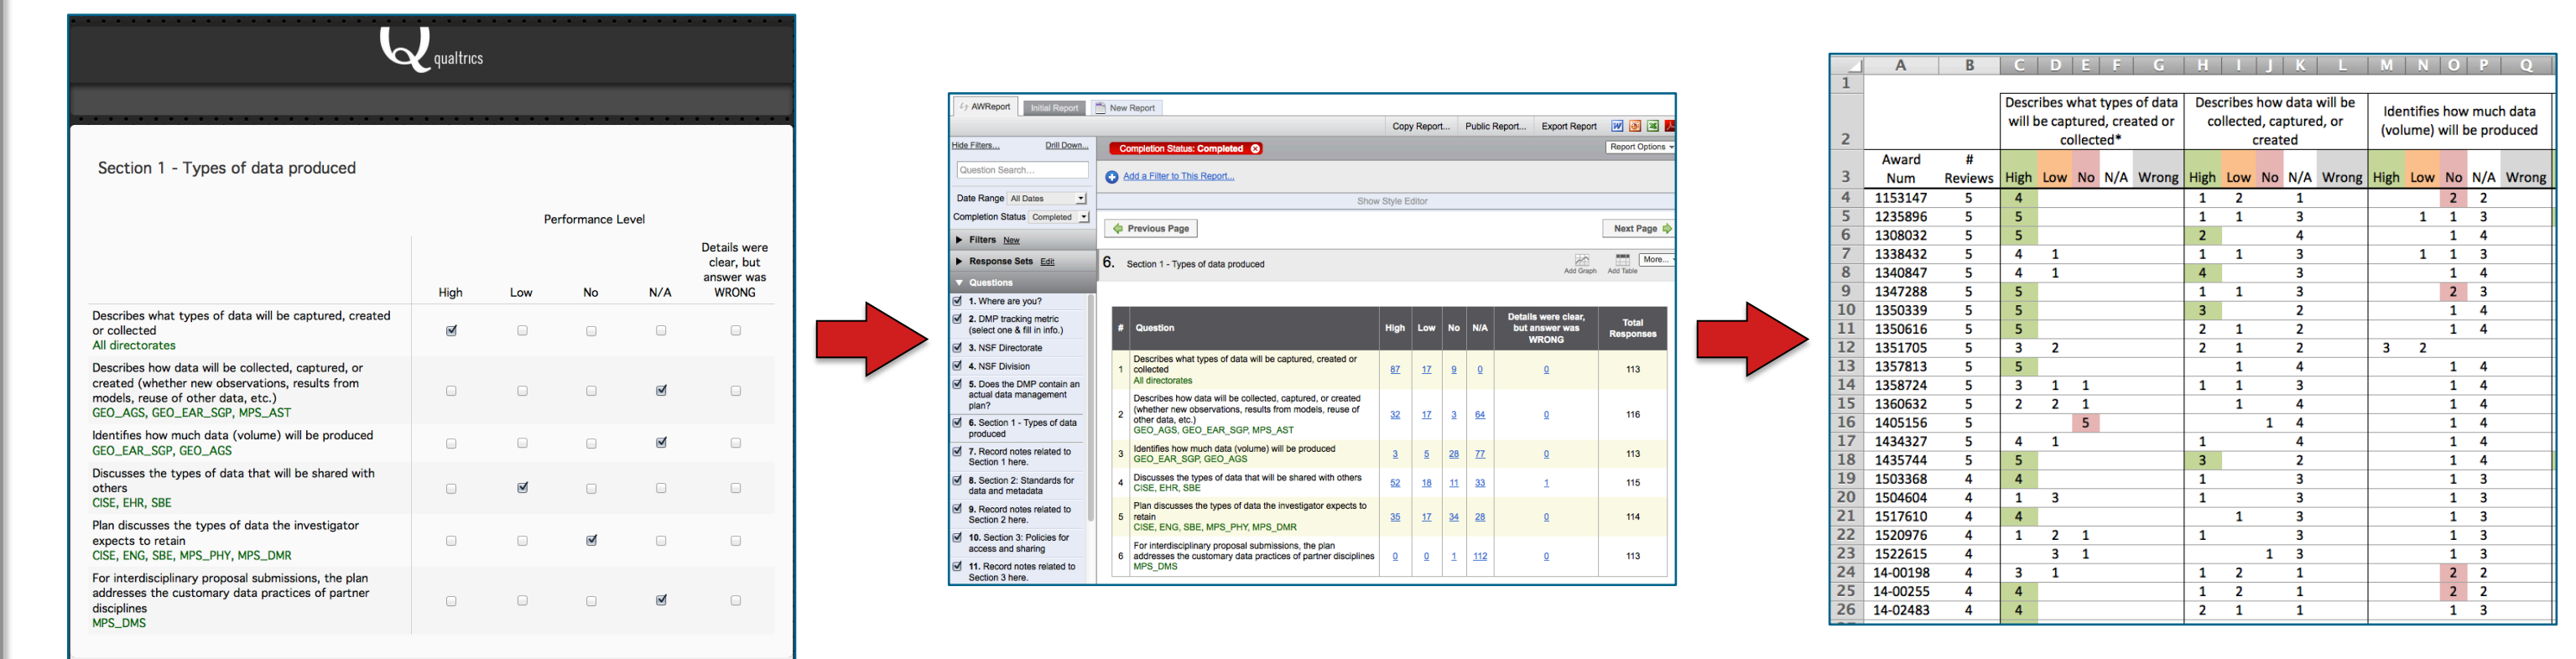 Q qualtrics
Section 1 - Types of data produced
Performance Level
High Low No N/A Details were clear, but answer was WRONG
Describes what types of data will be captured, created
or collected
All directorates
Describes how data will be collected, captured, or
created (whether new observations, results from
models, reuse of other data, etc.)
GEO_AGS, GEO_EAR_SGP, MPS_AST
Identifies how much data (volume) will be produced
GEO_EAR_SGP, GEO_AGS
Discusses the types of data that will be shared with
others
CISE, EHR, SBE
Plan discusses the types of data the investigator
expects to retain
CISE, ENG, SBE, MPS_PHY, MPS_DMR
For interdisciplinary proposal submissions, the plan
addresses the customary data practices of partner
disciplines
MPS_DMS
AWReport Initial Report New Report
Copy Report... Public Report... Export Report
Hide Filters... Drill Down...
Completion Status: Completed
Report Options
Question Search...
Add a Filter to This Report...
Date Range All Dates
Show Style Editor
Completion Status Completed
Previous Page Next Page
Filters New
Response Sets Edit
6. Section 1 - Types of data produced
Add Graph Add Table More...
Questions
1. Where are you?
2. DMP tracking metric
(select one & fill in info.)
3. NSF Directorate
4. NSF Division
5. Does the DMP contain an
actual data management
plan?
6. Section 1 - Types of data
produced
7. Record notes related to
Section 1 here.
8. Section 2: Standards for
data and metadata
9. Record notes related to
Section 2 here.
10. Section 3: Policies for
access and sharing
11. Record notes related to
Section 3 here.
# Question High Low No N/A Details were clear, but answer was WRONG Total Responses
1 Describes what types of data will be captured, created or
collected
All directorates
87 17 9 0 0 113
2 Describes how data will be collected, captured, or created
(whether new observations, results from models, reuse of
other data, etc.)
GEO_AGS, GEO_EAR_SGP, MPS_AST
32 17 3 64 0 116
3 Identifies how much data (volume) will be produced
GEO_EAR_SGP, GEO_AGS
3 5 28 77 0 113
4 Discusses the types of data that will be shared with others
CISE, EHR, SBE
52 18 11 33 1 115
5 Plan discusses the types of data the investigator expects to
retain
CISE, ENG, SBE, MPS_PHY, MPS_DMR
35 17 34 28 0 114
6 For interdisciplinary proposal submissions, the plan
addresses the customary data practices of partner disciplines
MPS_DMS
0 0 1 112 0 113
A B C D E F G H I J K L M N O P Q
1
2 Describes what types of data will be captured, created or collected* Describes how data will be collected, captured, or created Identifies how much data (volume) will be produced
3 Award Num # Reviews High Low No N/A Wrong High Low No N/A Wrong High Low No N/A Wrong
4 1153147 5 4 1 2 1 2 2
5 1235896 5 5 1 1 3 1 1 3
6 1308032 5 5 2 4 1 4
7 1338432 5 4 1 1 1 3 1 1 3
8 1340847 5 4 1 4 3 1 4
9 1347288 5 5 1 1 3 2 3
10 1350339 5 5 3 2 1 4
11 1350616 5 5 2 1 2 1 4
12 1351705 5 3 2 2 1 2 3 2
13 1357813 5 5 1 4 1 4
14 1358724 5 3 1 1 1 1 3 1 4
15 1360632 5 2 2 1 1 4 1 4
16 1405156 5 5 1 4 1 4
17 1434327 5 4 1 1 4 1 4
18 1435744 5 5 3 2 1 4
19 1503368 4 4 1 3 1 3
20 1504604 4 1 3 1 3 1 3
21 1517610 4 4 1 3 1 3
22 1520976 4 1 2 1 1 3 1 3
23 1522615 4 3 1 1 3 1 3
24 14-00198 4 3 1 1 2 1 2 2
25 14-00255 4 4 1 2 1 2 2
26 14-02483 4 4 2 1 1 1 3